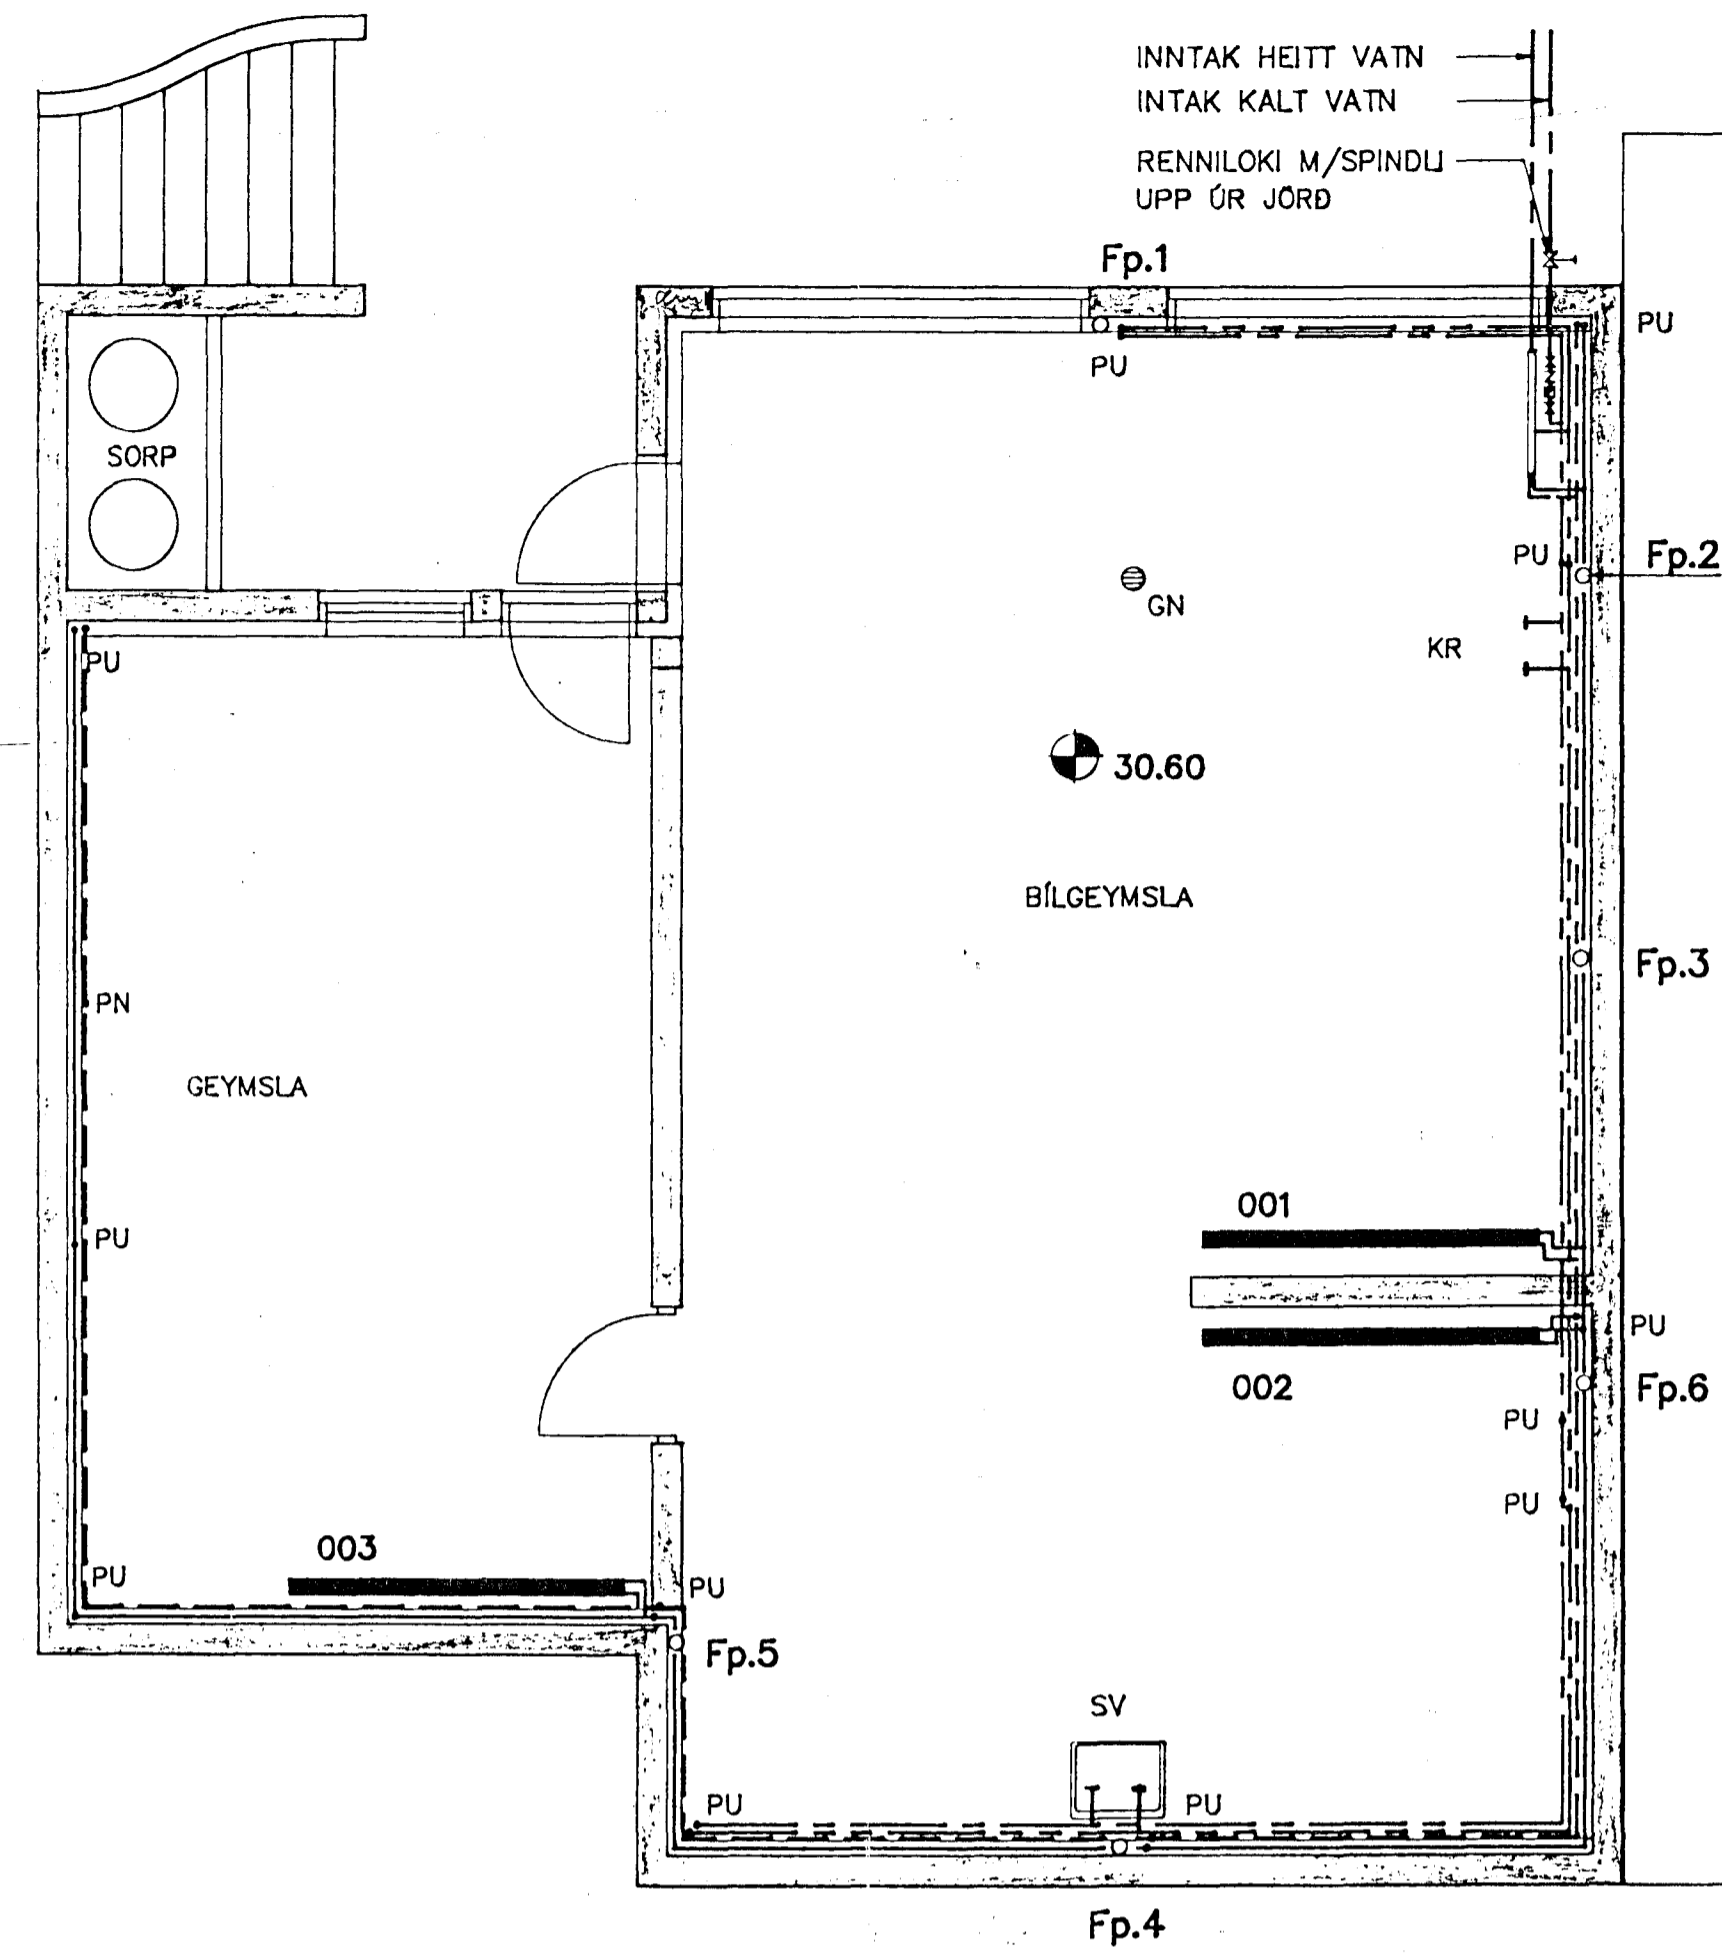 INNTAK HEITT VATN
INTAK KALT VATN
RENNILOKI M/SPINDLI
UPP ÚR JÖRÐ
Fp.1
PU
PU
SORP
PU
Fp.2
GN
KR
PU
30.60
BÍLGEYMSLA
Fp.3
PN
GEYMSLA
001
PU
PU
002
Fp.6
PU
PU
003
PU
PU
Fp.5
SV
PU
PU
Fp.4